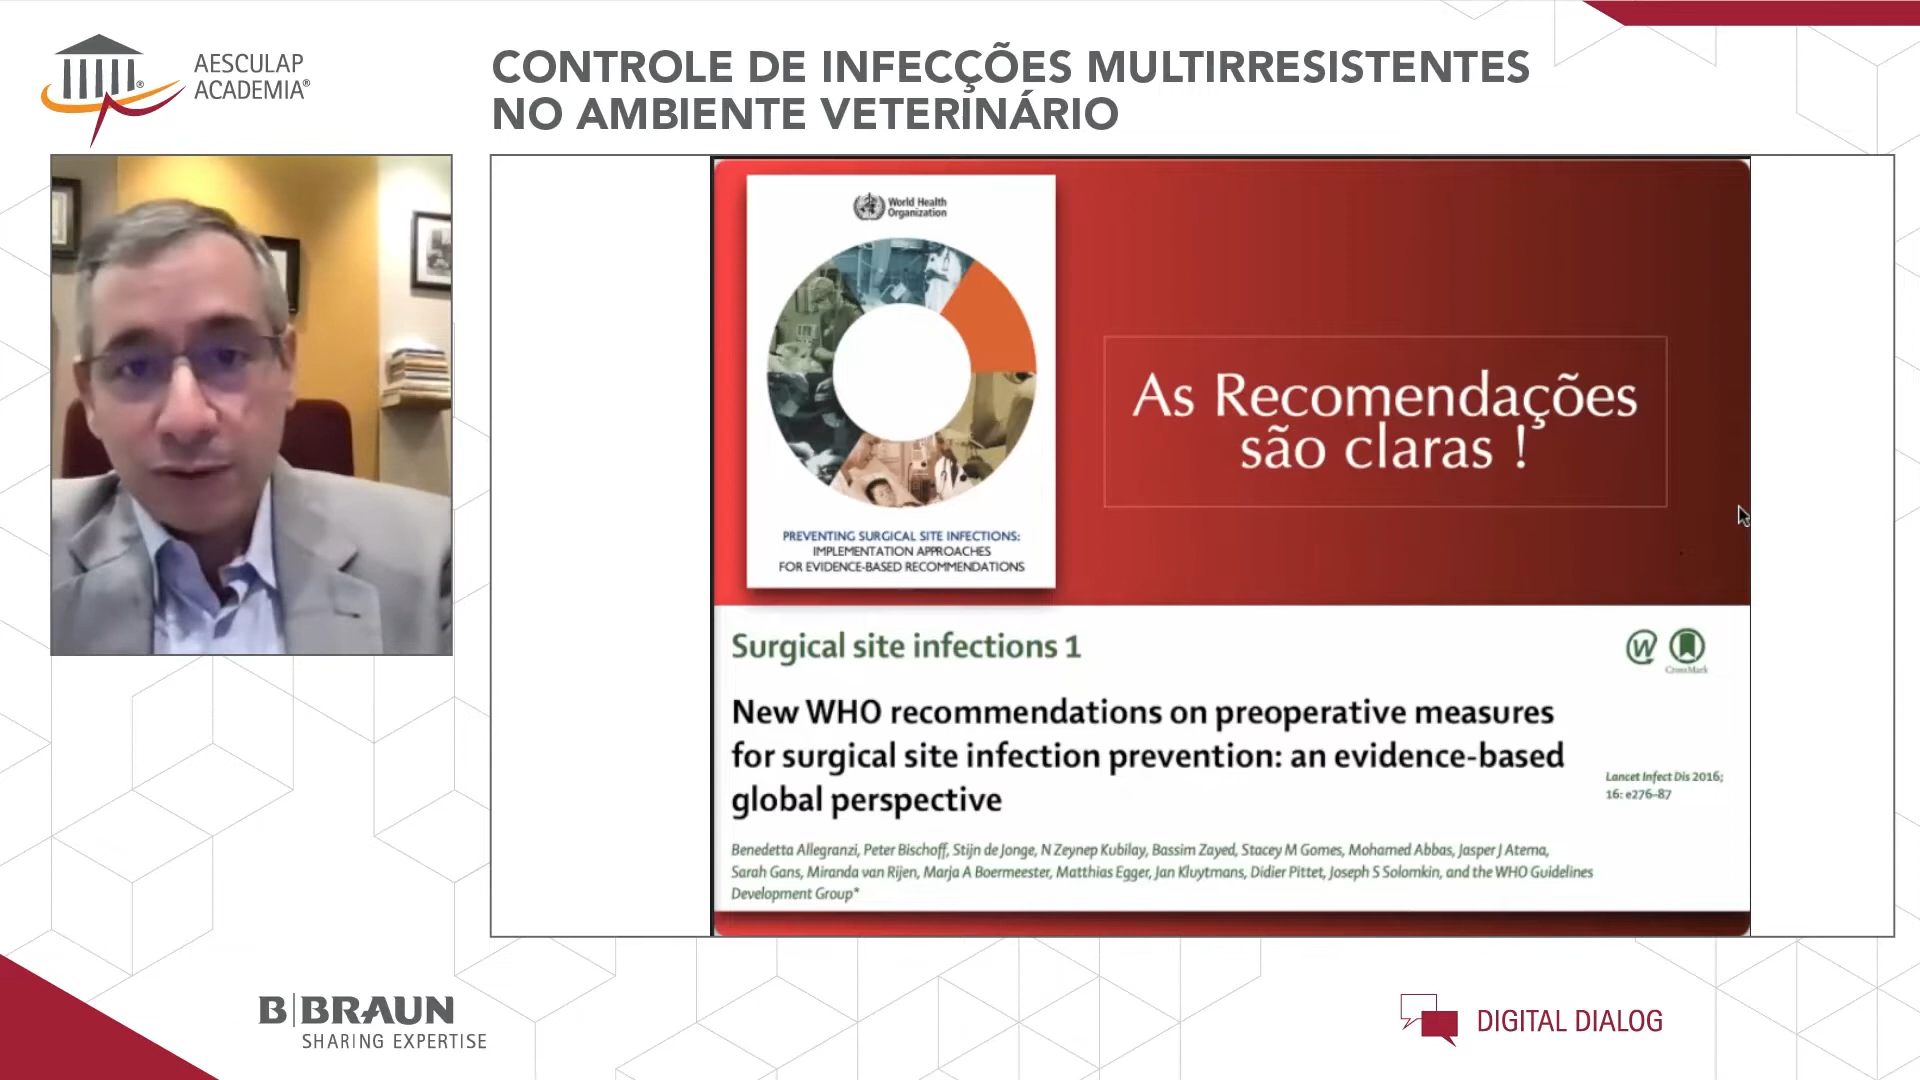 AESCULAP
ACADEMIA®
CONTROLE DE INFECÇÕES MULTIRRESISTENTES
NO AMBIENTE VETERINÁRIO
World Health
Organization
PREVENTING SURGICAL SITE INFECTIONS:
IMPLEMENTATION APPROACHES
FOR EVIDENCE-BASED RECOMMENDATIONS
As Recomendações
são claras !
Surgical site infections 1
W
CrossMark
New WHO recommendations on preoperative measures
for surgical site infection prevention: an evidence-based
global perspective
Lancet Infect Dis 2016;
16: e276–87
Benedetta Allegranzi, Peter Bischoff, Stijn de Jonge, N Zeynep Kubilay, Bassim Zayed, Stacey M Gomes, Mohamed Abbas, Jasper J Atema,
Sarah Gans, Miranda van Rijen, Marja A Boermeester, Matthias Egger, Jan Kluytmans, Didier Pittet, Joseph S Solomkin, and the WHO Guidelines
Development Group*
B|BRAUN
SHARING EXPERTISE
DIGITAL DIALOG